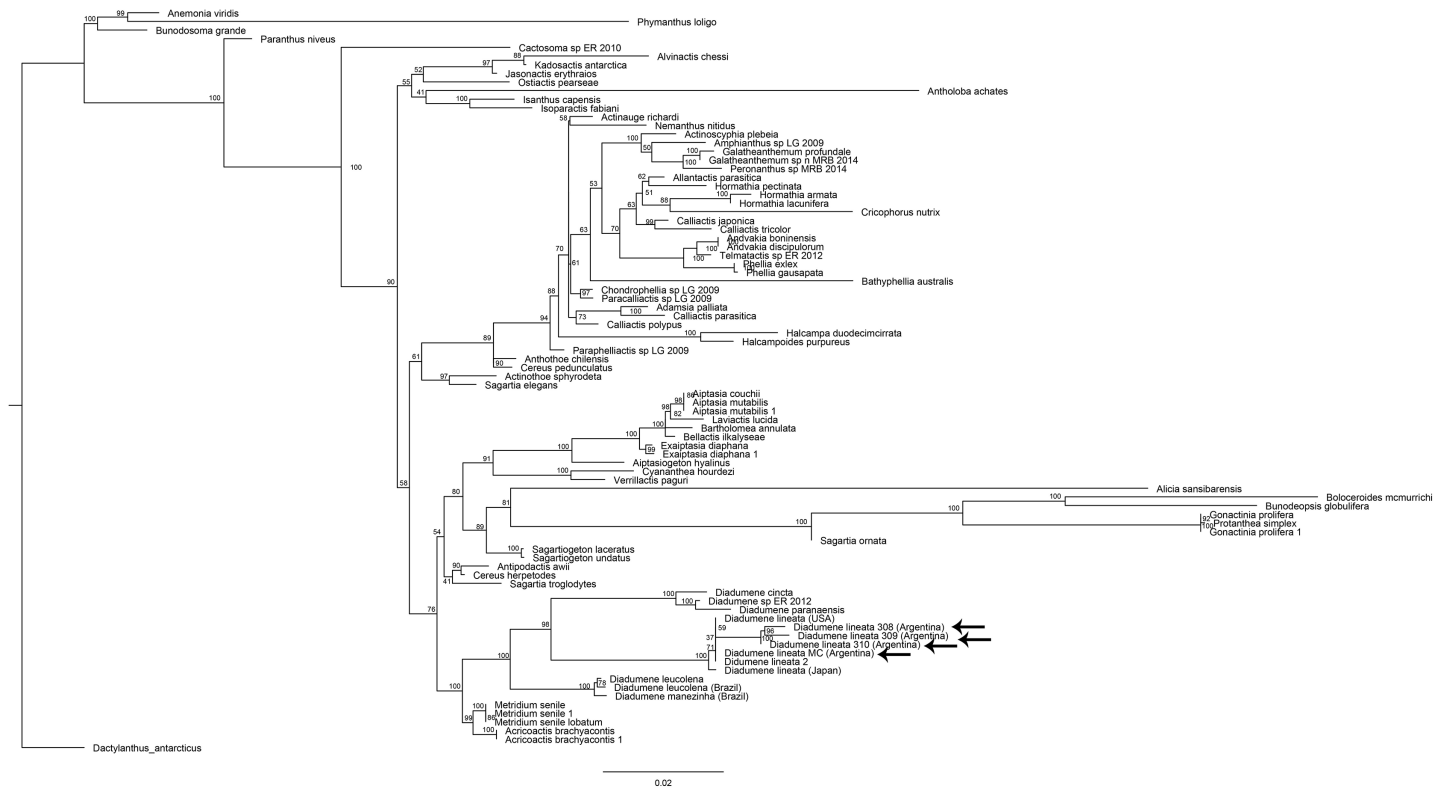 Anemonia viridis
99
Phymanthus loligo
100
Bunodosoma grande
Paranthus niveus
Cactosoma sp ER 2010
88
Alvinactis chessi
97
Kadosactis antarctica
52
Jasonactis erythraios
55
Ostiactis pearseae
41
Antholoba achates
100
100
Isanthus capensis
Isoparactis fabiani
58
Actinauge richardi
Nemanthus nitidus
100
Actinoscyphia plebeia
Amphianthus sp LG 2009
50
100
Galatheanthemum profundale
100
Galatheanthemum sp n MRB 2014
Peronanthus sp MRB 2014
100
62
Allantactis parasitica
53
Hormathia pectinata
51
100
Hormathia armata
88
Hormathia lacunifera
63
Cricophorus nutrix
99
Calliactis japonica
70
Calliactis tricolor
63
Andvakia boninensis
100
Andvakia discipulorum
70
100
Telmatactis sp ER 2012
61
Phellia exlex
Phellia gausapata
90
Bathyphellia australis
97
Chondrophellia sp LG 2009
88
Paracalliactis sp LG 2009
100
Adamsia palliata
94
73
Calliactis parasitica
Calliactis polypus
100
Halcampa duodecimcirrata
89
Halcampoides purpureus
Paraphelliactis sp LG 2009
61
Anthothoe chilensis
90
Cereus pedunculatus
97
Actinothoe sphyrodeta
Sagartia elegans
86
Aiptasia couchii
98
Aiptasia mutabilis
98
82
Aiptasia mutabilis 1
Laviactis lucida
100
Bartholomea annulata
Bellactis ilkalyseae
100
Exaiptasia diaphana
99
Exaiptasia diaphana 1
91
Aiptasiogeton hyalinus
100
Cyananthea hourdezi
58
Verrillactis paguri
80
81
Alicia sansibarensis
100
Boloceroides mcmurrichi
100
Bunodeopsis globulifera
100
92
Gonactinia prolifera
89
100
100
Protanthea simplex
54
Gonactinia prolifera 1
Sagartia ornata
100
Sagartiogeton laceratus
Sagartiogeton undatus
90
Antipodactis awii
41
Cereus herpetodes
Sagartia troglodytes
76
100
Diadumene cincta
100
Diadumene sp ER 2012
98
Diadumene paranaensis
Diadumene lineata (USA)
59
Diadumene lineata 308 (Argentina)
37
96
Diadumene lineata 309 (Argentina)
100
Diadumene lineata 310 (Argentina)
71
Diadumene lineata MC (Argentina)
100
100
Didumene lineata 2
Diadumene lineata (Japan)
Diadumene leucolena
100
78
Diadumene leucolena (Brazil)
100
Diadumene manezinha (Brazil)
100
Metridium senile
86
Metridium senile 1
99
Metridium senile lobatum
100
Acricoactis brachyacontis
Acricoactis brachyacontis 1
Dactylanthus_antarcticus
0.02